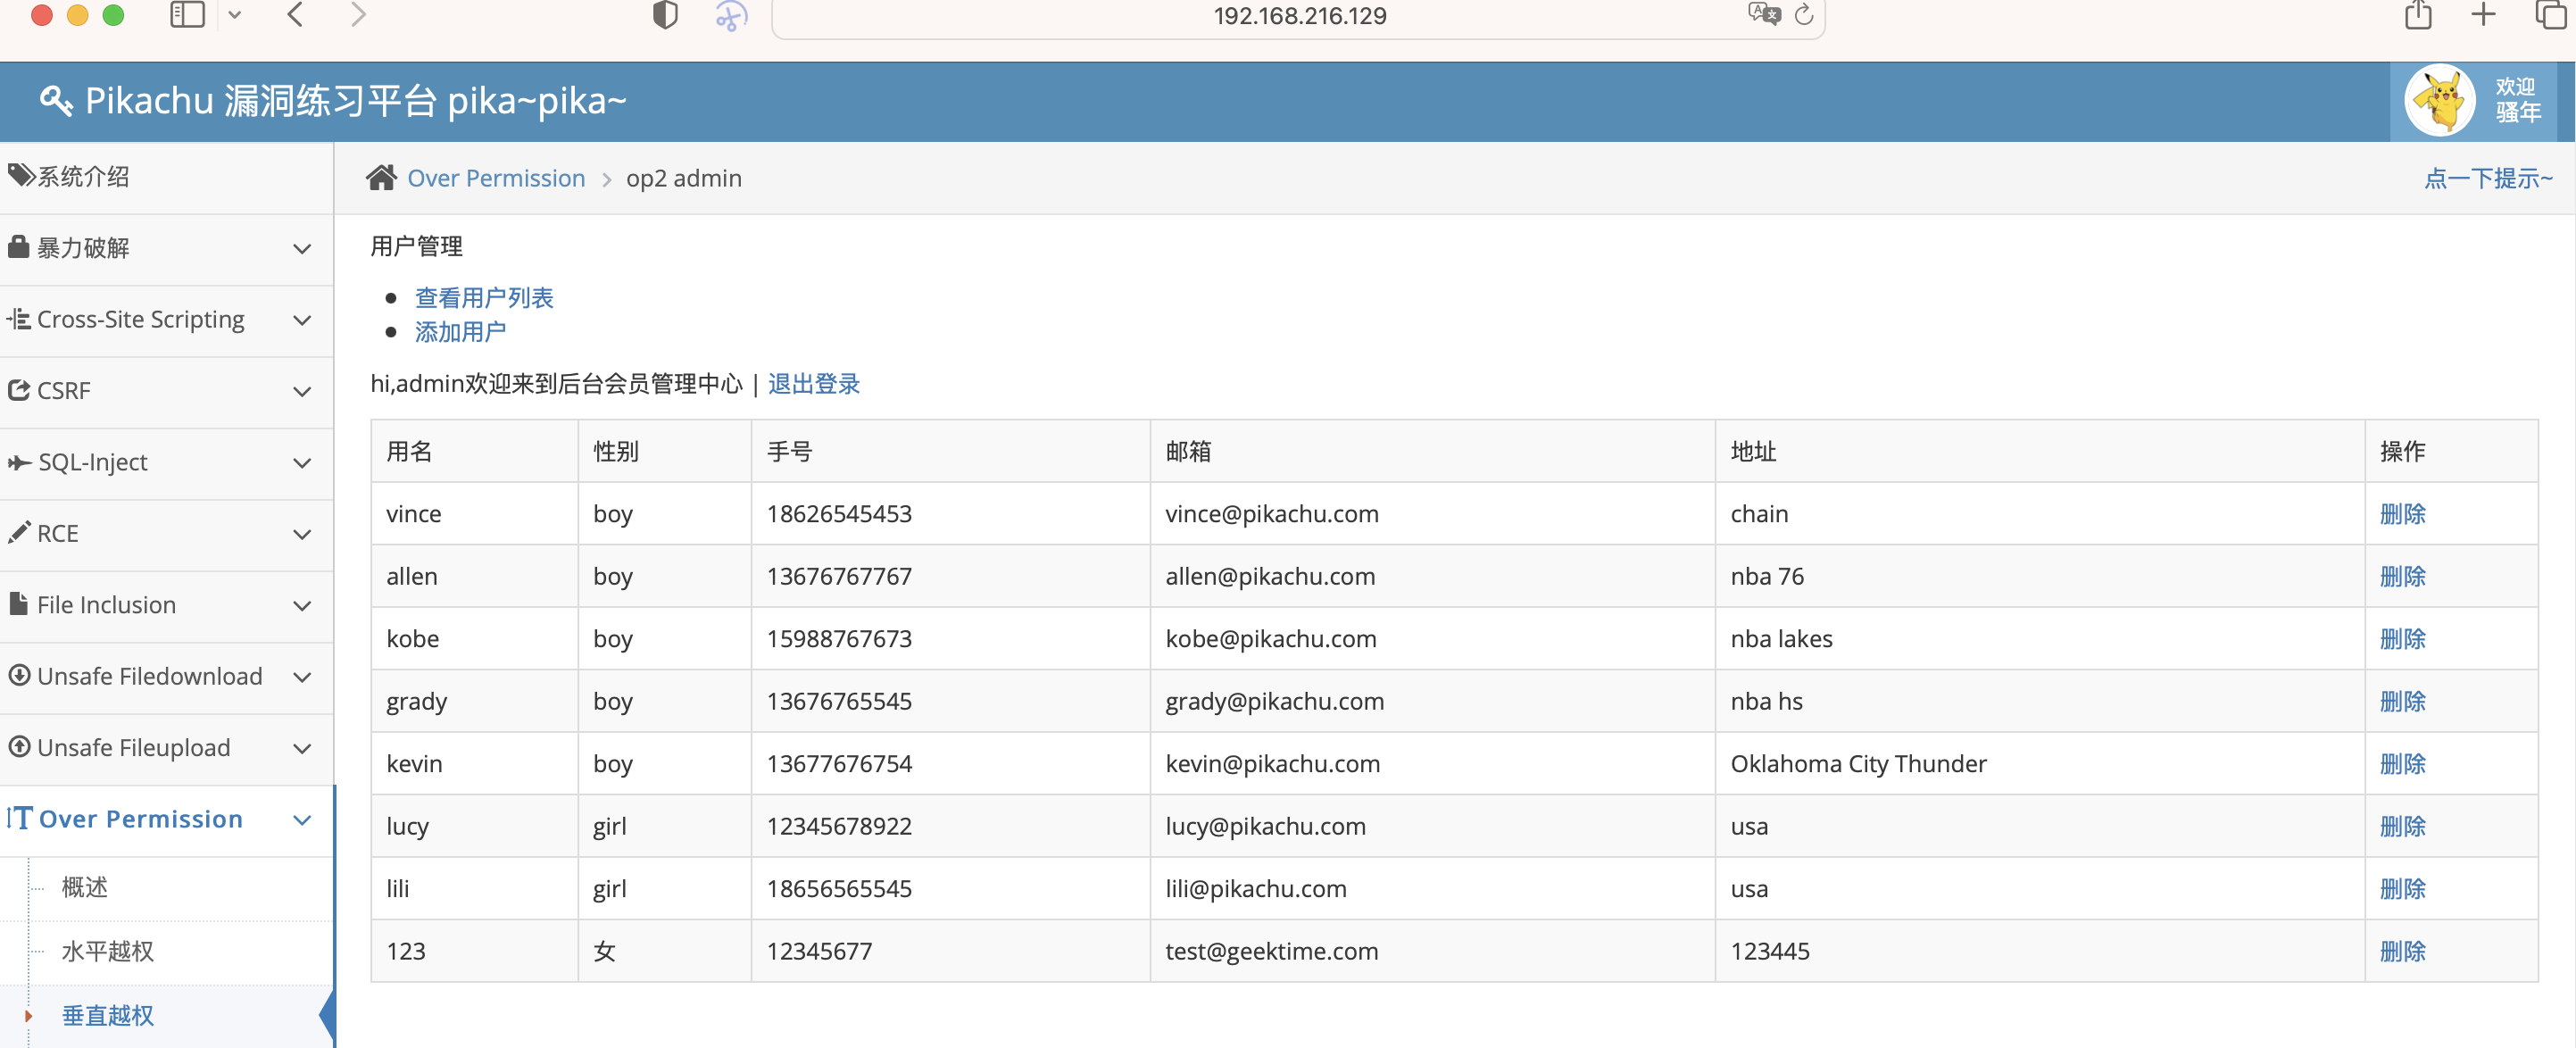 192.168.216.129
Pikachu 漏洞练习平台 pika~pika~
欢迎
骚年
系统介绍
暴力破解
Cross-Site Scripting
CSRF
SQL-Inject
RCE
File Inclusion
Unsafe Filedownload
Unsafe Fileupload
Over Permission
概述
水平越权
垂直越权
Over Permission > op2 admin
点一下提示~
用户管理
查看用户列表
添加用户
hi,admin欢迎来到后台会员管理中心 | 退出登录
用名 性别 手号 邮箱 地址 操作
vince boy 18626545453 vince@pikachu.com chain 删除
allen boy 13676767767 allen@pikachu.com nba 76 删除
kobe boy 15988767673 kobe@pikachu.com nba lakes 删除
grady boy 13676765545 grady@pikachu.com nba hs 删除
kevin boy 13677676754 kevin@pikachu.com Oklahoma City Thunder 删除
lucy girl 12345678922 lucy@pikachu.com usa 删除
lili girl 18656565545 lili@pikachu.com usa 删除
123 女 12345677 test@geektime.com 123445 删除